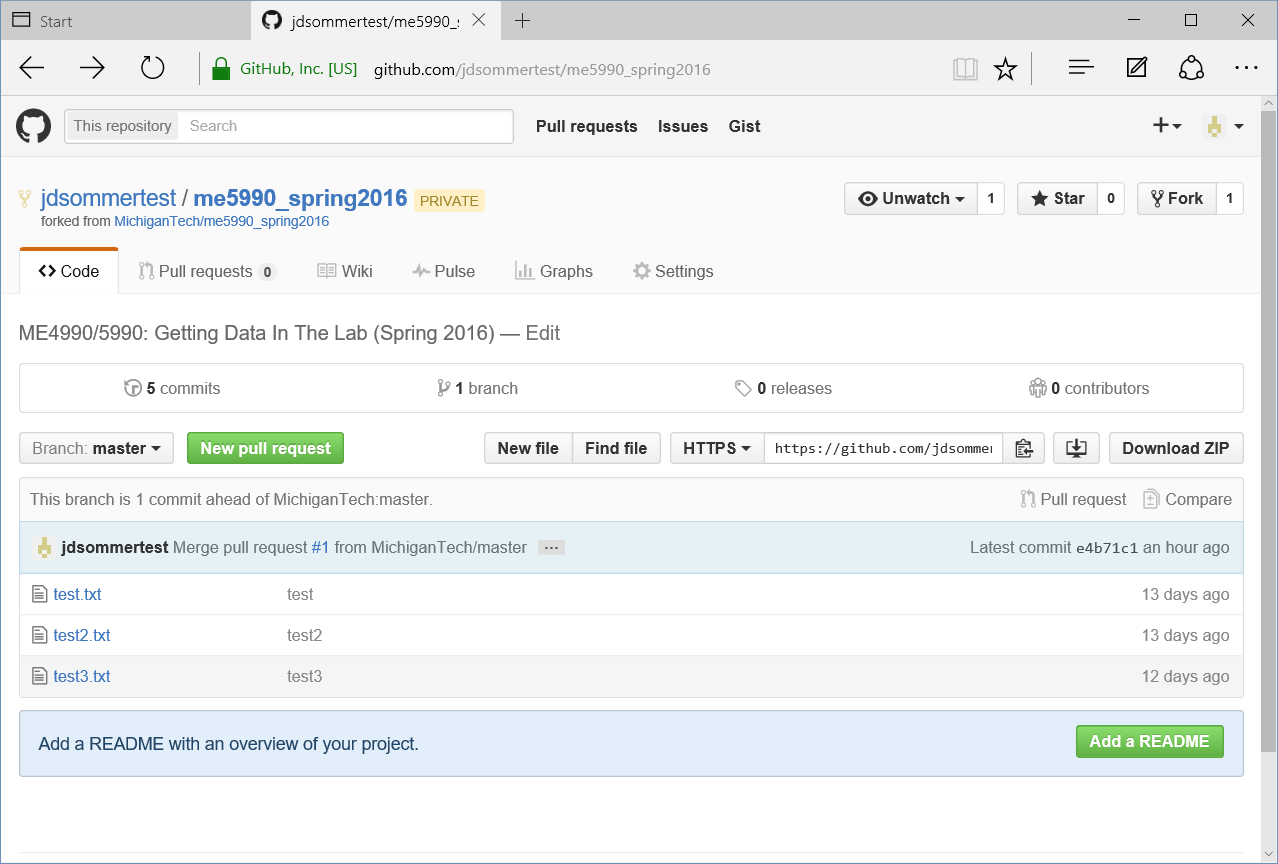 Start
jdsommertest/me5990_s
GitHub, Inc. [US] github.com/jdsommertest/me5990_spring2016
This repository Search Pull requests Issues Gist
jdsommertest / me5990_spring2016 PRIVATE Unwatch 1 Star 0 Fork 1
forked from MichiganTech/me5990_spring2016
Code Pull requests 0 Wiki Pulse Graphs Settings
ME4990/5990: Getting Data In The Lab (Spring 2016) — Edit
5 commits 1 branch 0 releases 0 contributors
Branch: master New pull request New file Find file HTTPS https://github.com/jdsommer Download ZIP
This branch is 1 commit ahead of MichiganTech:master. Pull request Compare
jdsommertest Merge pull request #1 from MichiganTech/master ... Latest commit e4b71c1 an hour ago
test.txt test 13 days ago
test2.txt test2 13 days ago
test3.txt test3 12 days ago
Add a README with an overview of your project. Add a README